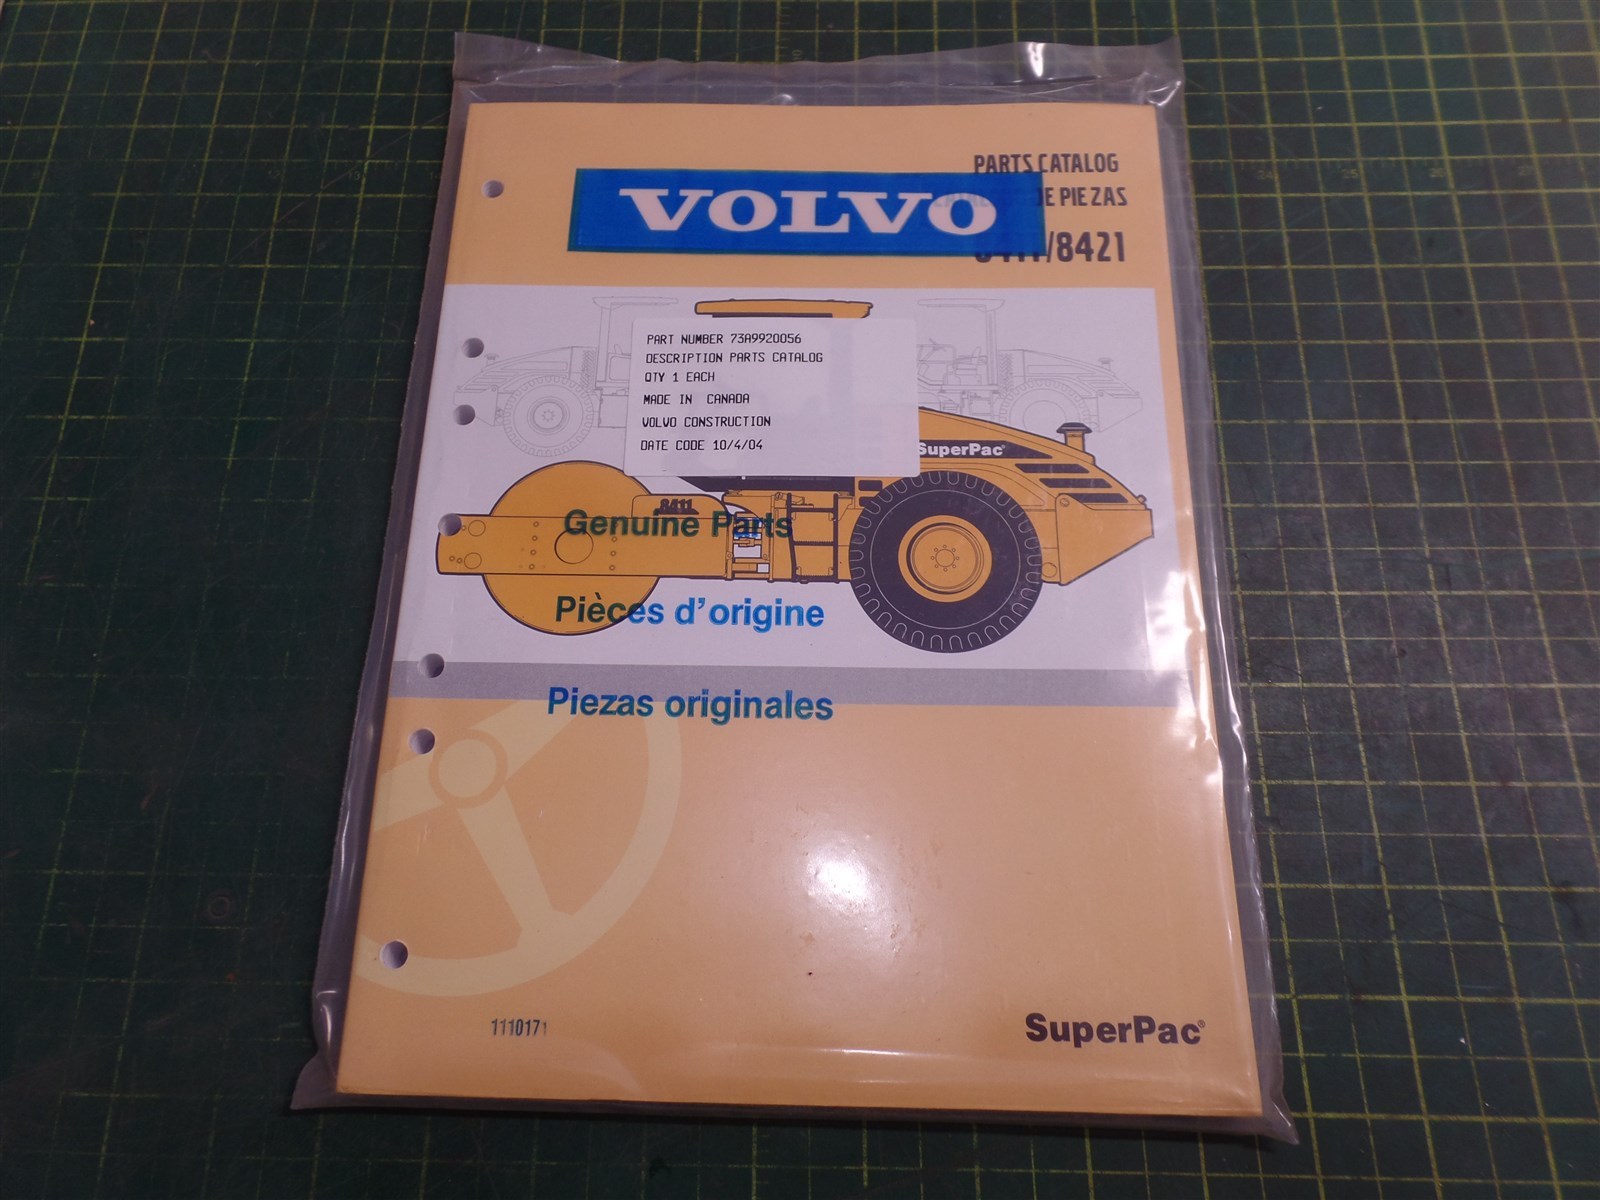 PARTS CATALOG
VOLVO
DE PIEZAS
8411/8421
PART NUMBER 73A9920056
DESCRIPTION PARTS CATALOG
QTY 1 EACH
MADE IN CANADA
VOLVO CONSTRUCTION
DATE CODE 10/4/04
SuperPac®
8411
Genuine Parts
Pièces d'origine
Piezas originales
1110171
SuperPac®